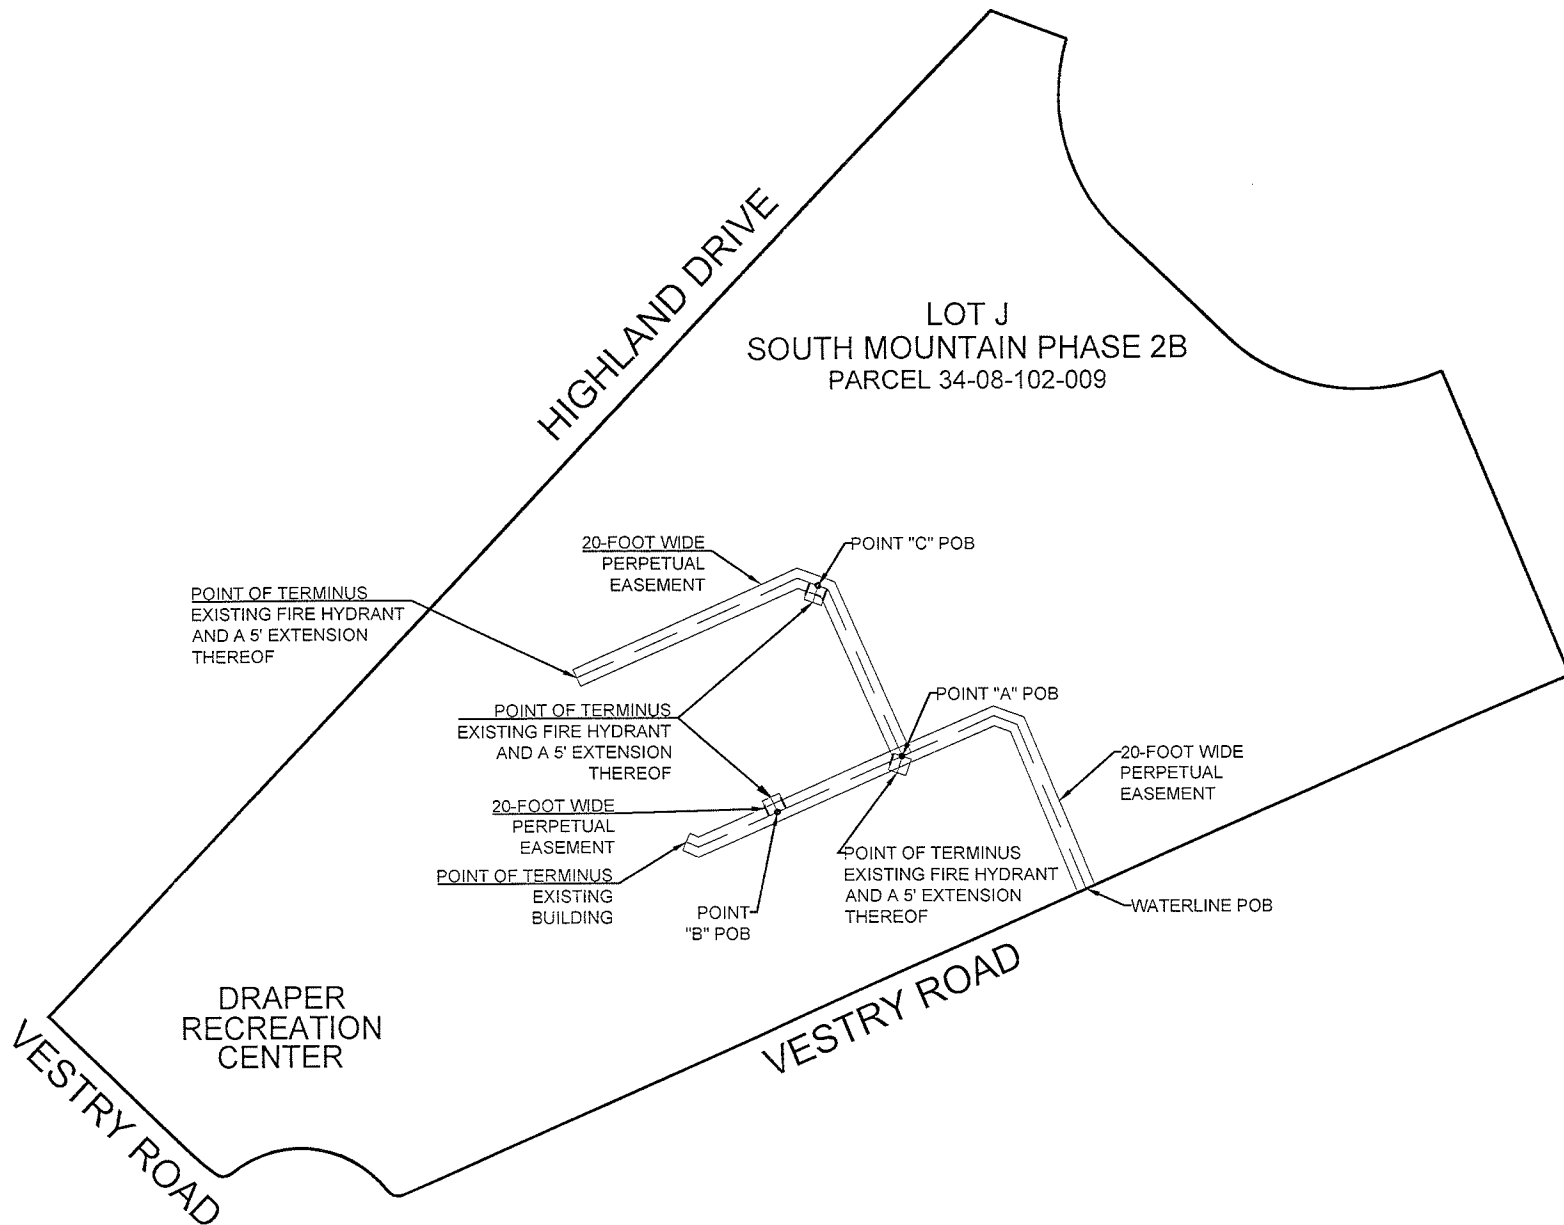 HIGHLAND DRIVE
LOT J
SOUTH MOUNTAIN PHASE 2B
PARCEL 34-08-102-009
20-FOOT WIDE
PERPETUAL
EASEMENT
POINT "C" POB
POINT OF TERMINUS
EXISTING FIRE HYDRANT
AND A 5' EXTENSION
THEREOF
POINT OF TERMINUS
EXISTING FIRE HYDRANT
AND A 5' EXTENSION
THEREOF
POINT "A" POB
20-FOOT WIDE
PERPETUAL
EASEMENT
20-FOOT WIDE
PERPETUAL
EASEMENT
POINT OF TERMINUS
EXISTING
BUILDING
POINT
"B" POB
POINT OF TERMINUS
EXISTING FIRE HYDRANT
AND A 5' EXTENSION
THEREOF
WATERLINE POB
VESTRY ROAD
DRAPER
RECREATION
CENTER
VESTRY ROAD